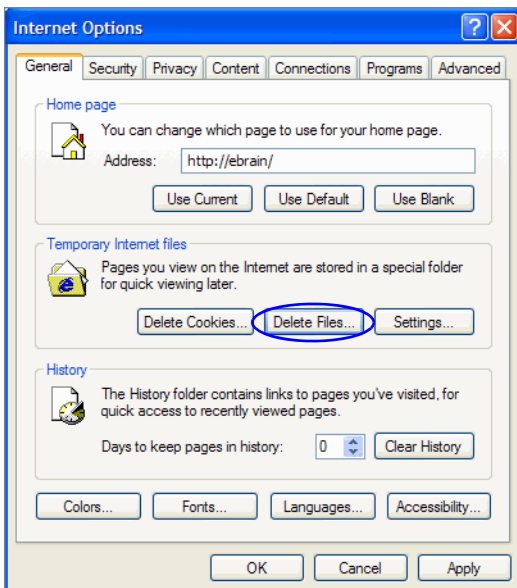 Internet Options
General Security Privacy Content Connections Programs Advanced
Home page
You can change which page to use for your home page.
Address: http://ebrain/
Use Current Use Default Use Blank
Temporary Internet files
Pages you view on the Internet are stored in a special folder
for quick viewing later.
Delete Cookies... Delete Files... Settings...
History
The History folder contains links to pages you've visited, for
quick access to recently viewed pages.
Days to keep pages in history: 0 Clear History
Colors... Fonts... Languages... Accessibility...
OK Cancel Apply